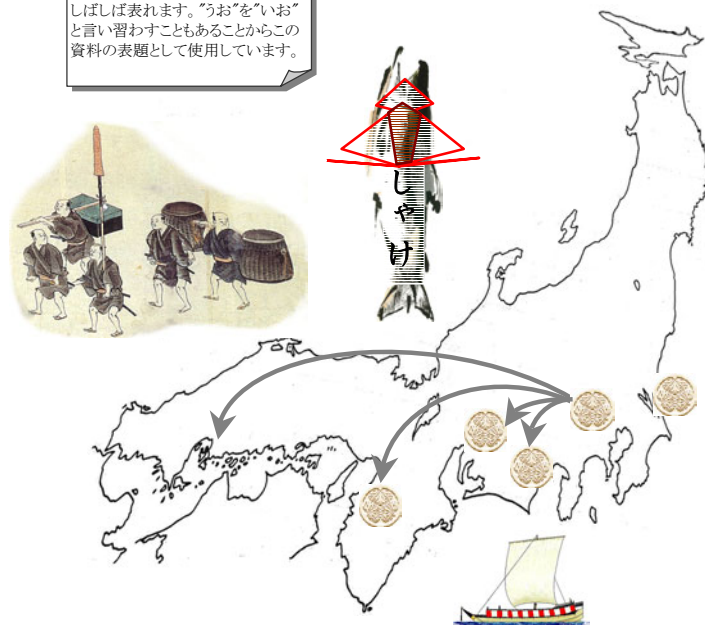 しばしば表れます。"うお"を"いお"
と言い習わすこともあることからこの
資料の表題として使用しています。
しゃけ